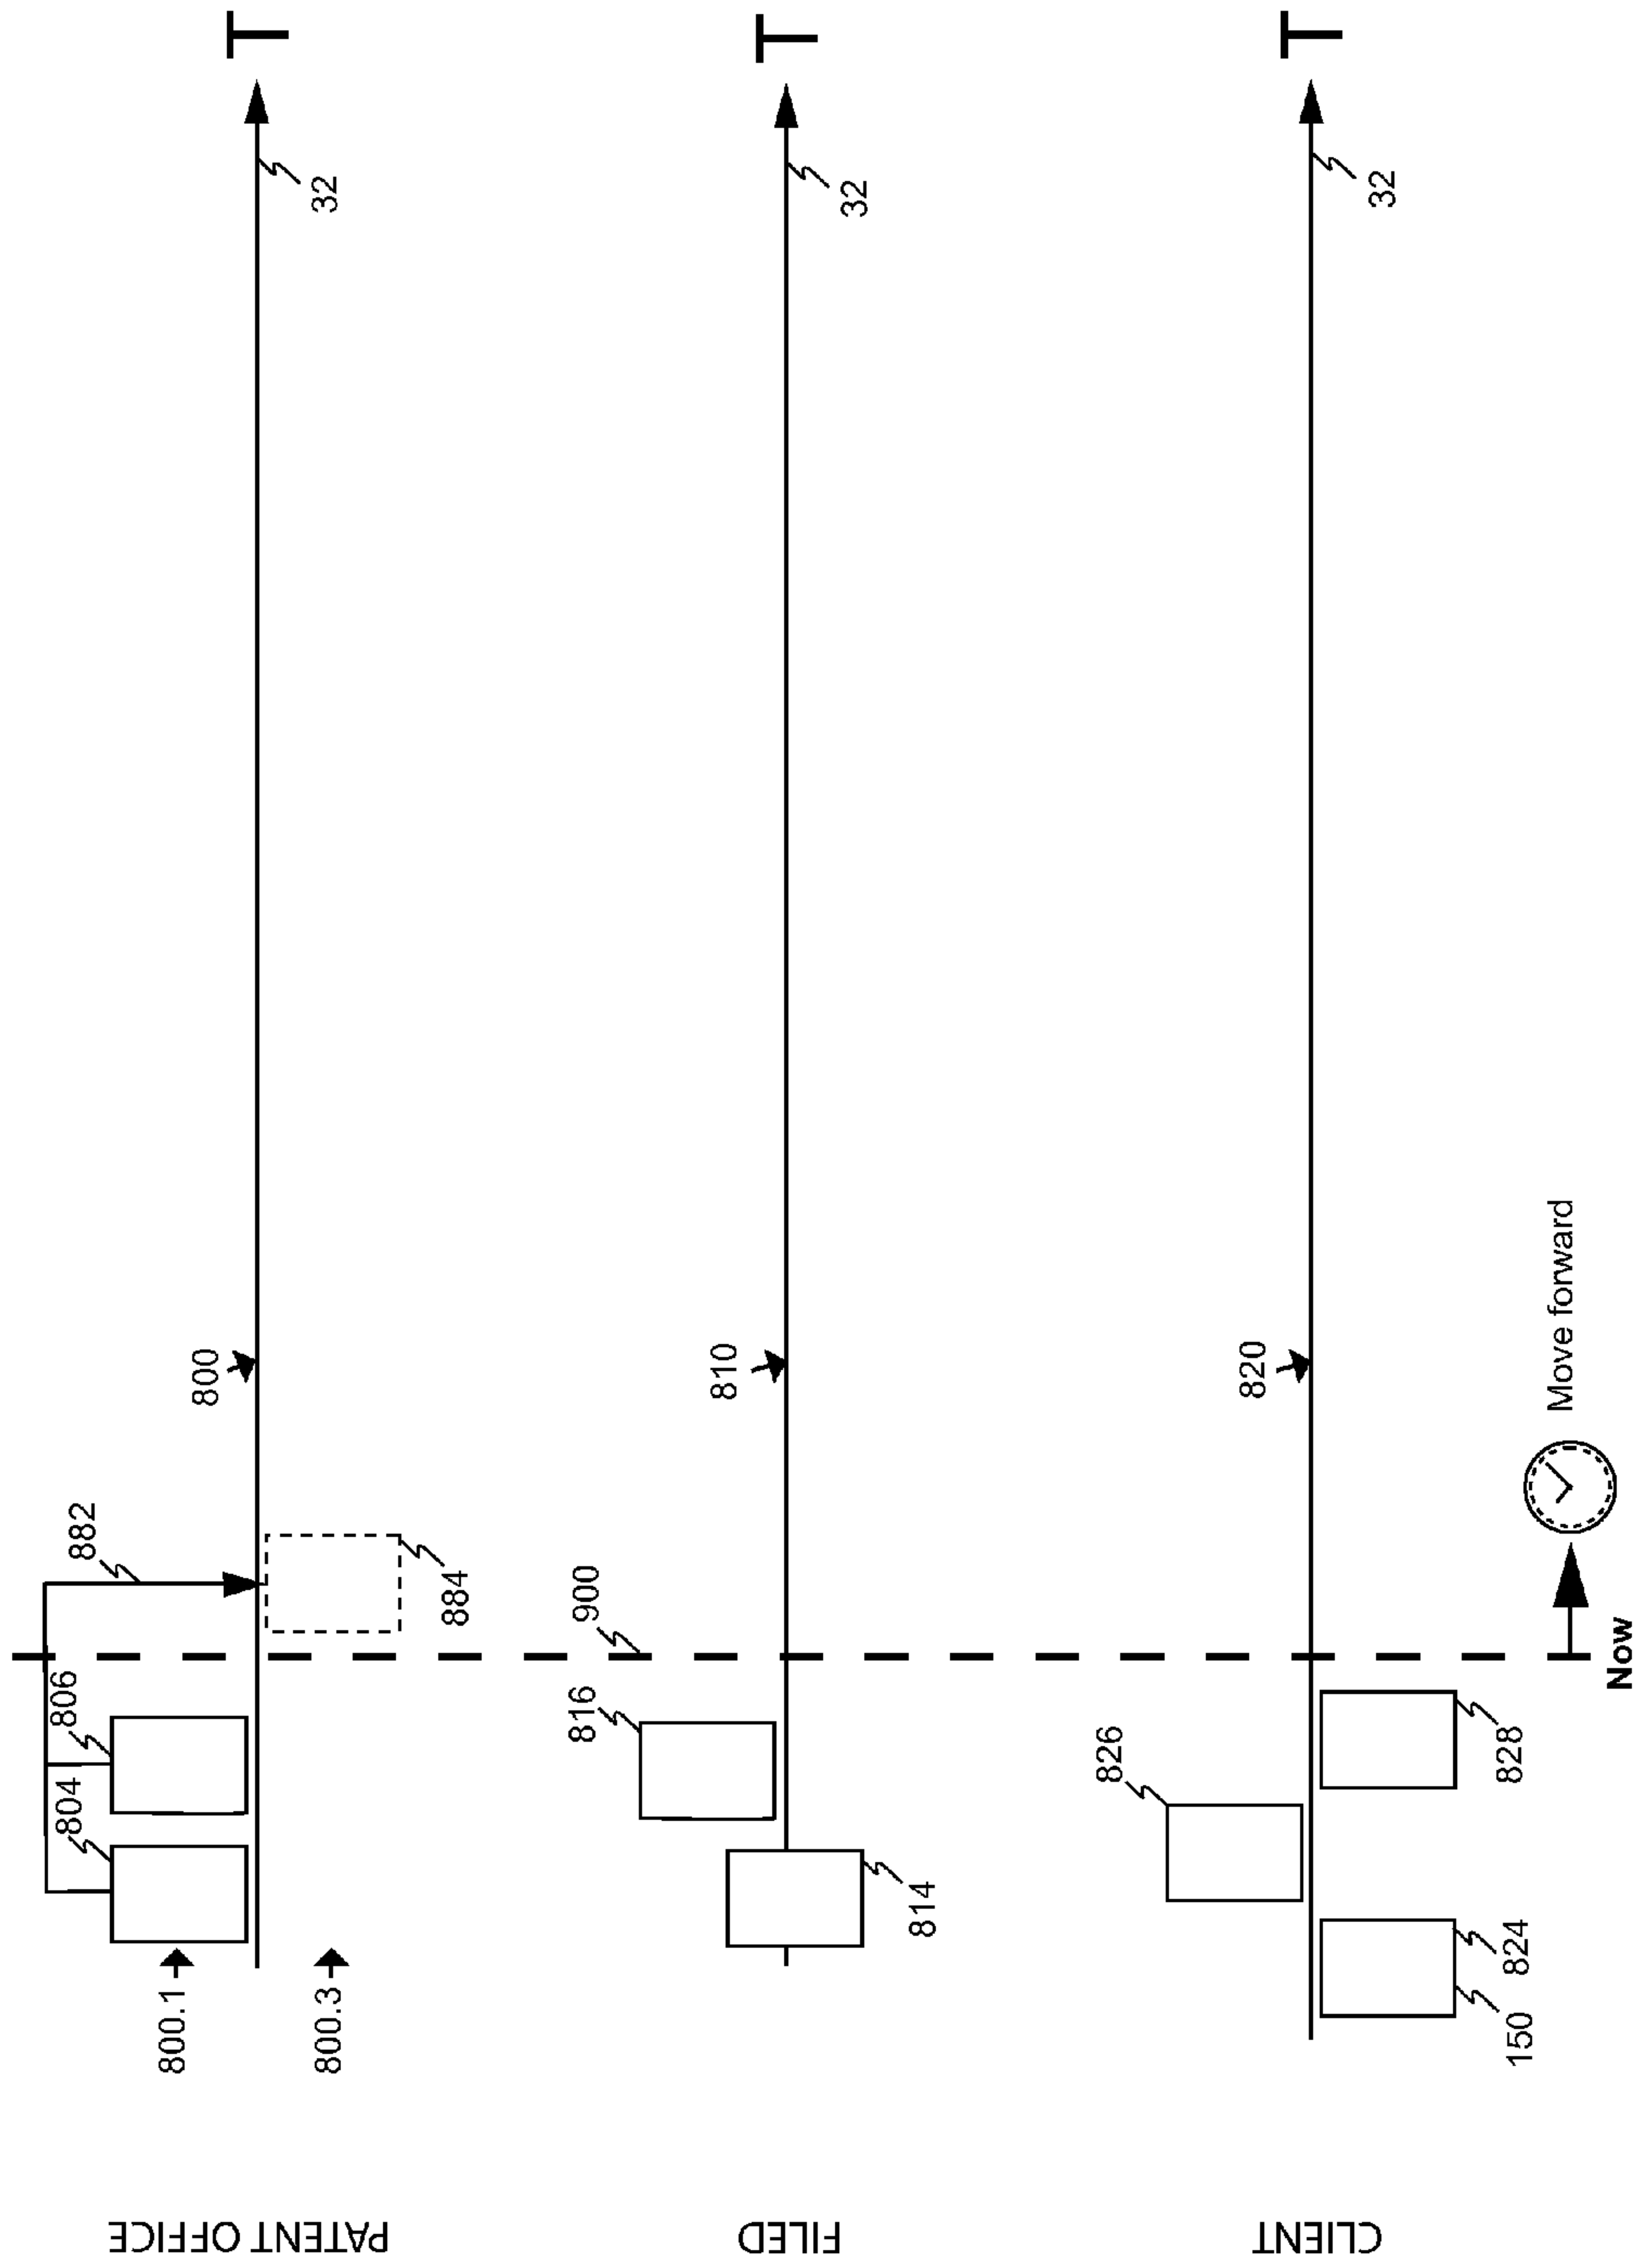 PATENT OFFICE
804
806
882
800.1
800
T
32
800.3
884
FILED
816
900
810
T
32
814
CLIENT
826
820
T
32
150
824
828
Move forward
Now